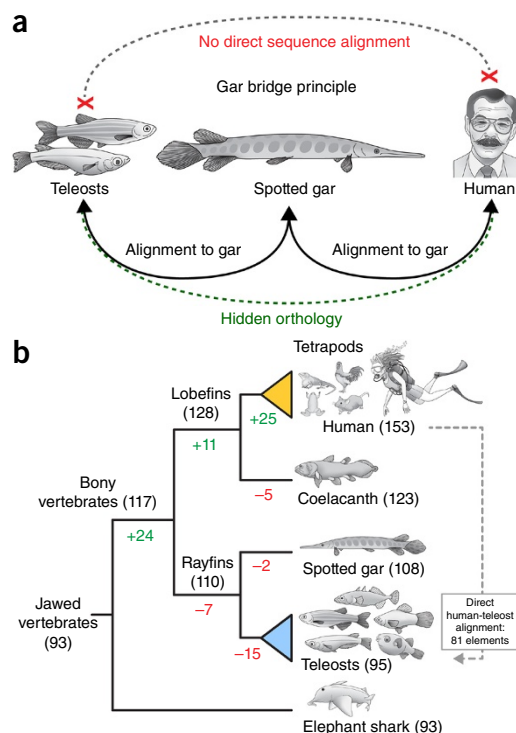 a
No direct sequence alignment
X
X
Gar bridge principle
Teleosts
Spotted gar
Human
Alignment to gar
Alignment to gar
Hidden orthology
b
Tetrapods
Lobefins
(128)
+25
+11
Human (153)
Bony
vertebrates (117)
–5
Coelacanth (123)
+24
Rayfins
(110)
–2
Spotted gar (108)
–7
Jawed
vertebrates
(93)
Direct
human-teleost
alignment:
81 elements
–15
Teleosts (95)
Elephant shark (93)